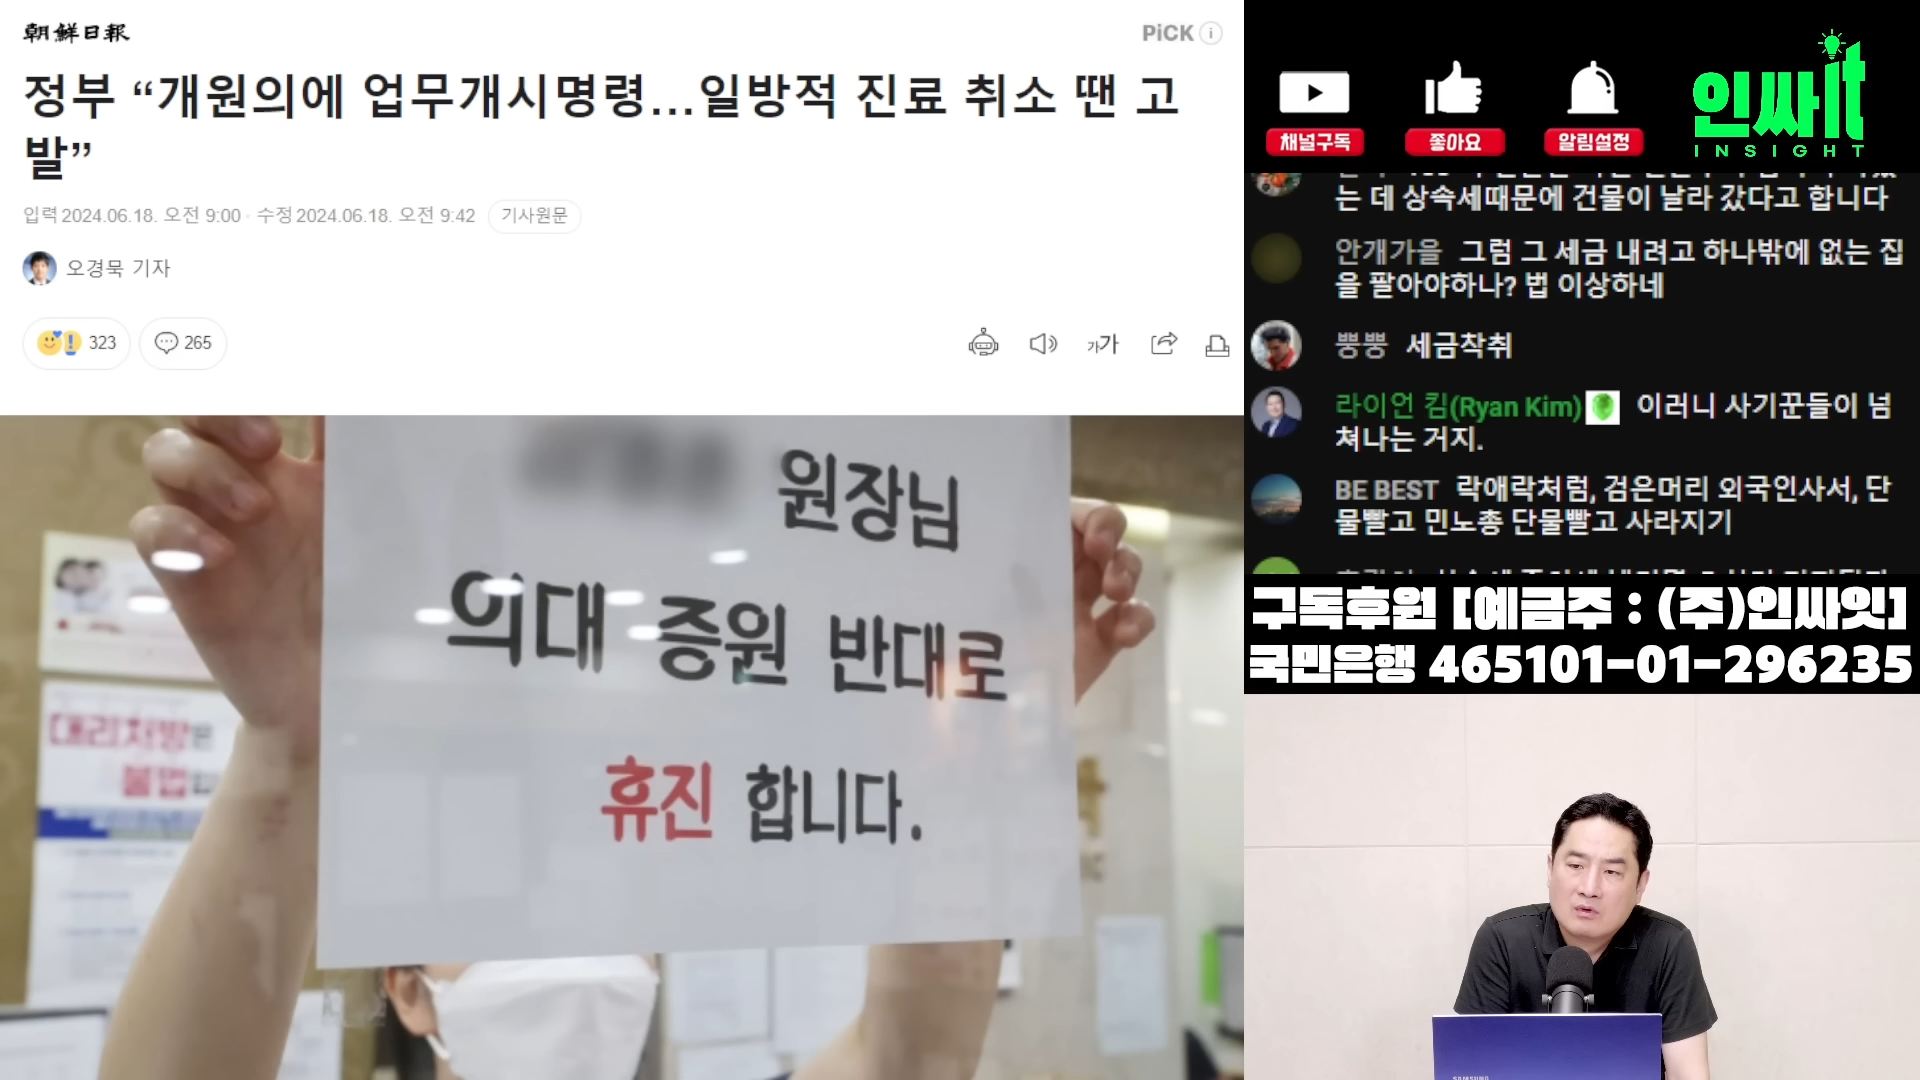 朝鮮日報
PiCK
정부 “개원의에 업무개시명령…일방적 진료 취소 땐 고
발”
입력 2024.06.18. 오전 9:00 · 수정 2024.06.18. 오전 9:42 기사원문
오경묵 기자
323 265
가가
원장님
의대 증원 반대로
휴진 합니다.
대리처방은
불법
채널구독 좋아요 알림설정
인싸it
INSIGHT
는 데 상속세때문에 건물이 날라 갔다고 합니다
안개가을 그럼 그 세금 내려고 하나밖에 없는 집
을 팔아야하나? 법 이상하네
뿡뿡 세금착취
라이언 킴(Ryan Kim) 이러니 사기꾼들이 넘
쳐나는 거지.
BE BEST 락애락처럼, 검은머리 외국인사서, 단
물빨고 민노총 단물빨고 사라지기
구독후원 [예금주 : (주)인싸잇]
국민은행 465101-01-296235
SAMSUNG